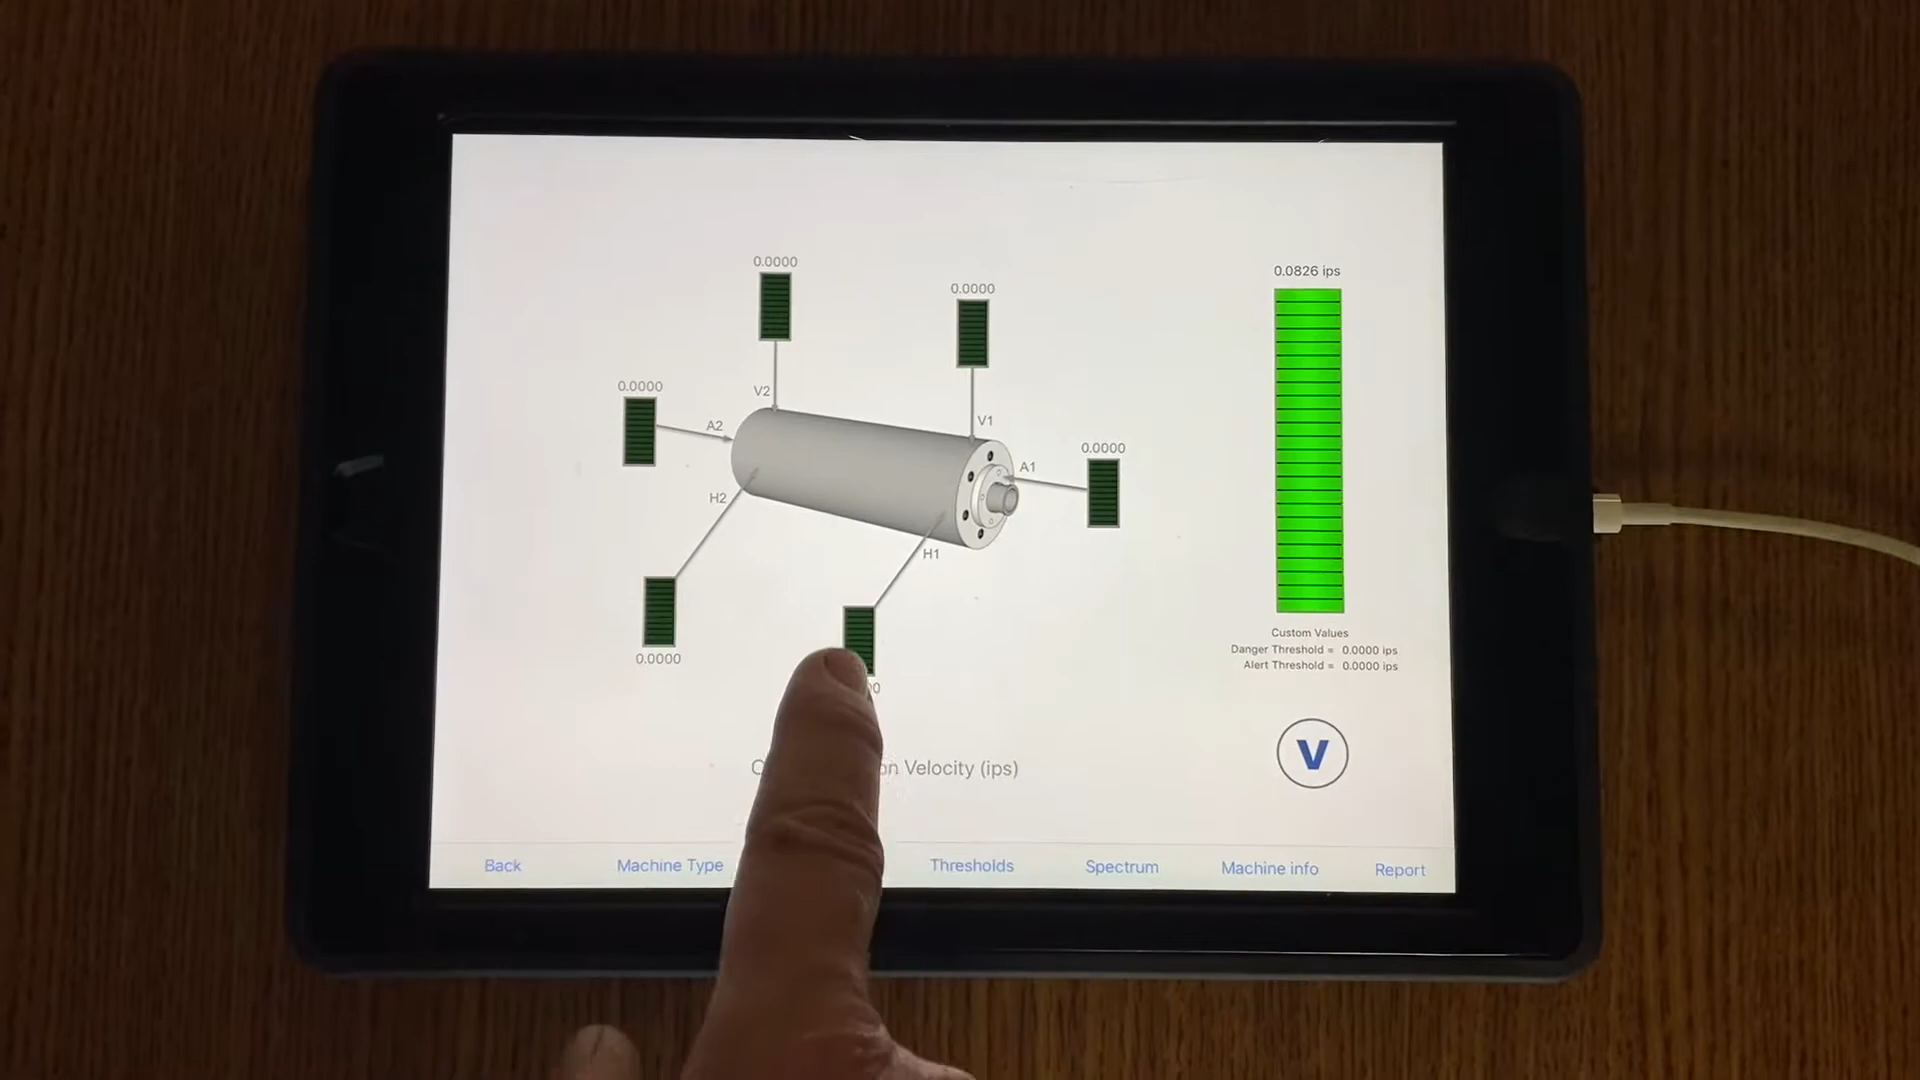 0.0000
0.0000
0.0826 ips
0.0000
V2
V1
A2
0.0000
A1
H2
H1
0.0000
Custom Values
Danger Threshold = 0.0000 ips
Alert Threshold = 0.0000 ips
V
Velocity (ips)
Back
Machine Type
Thresholds
Spectrum
Machine info
Report